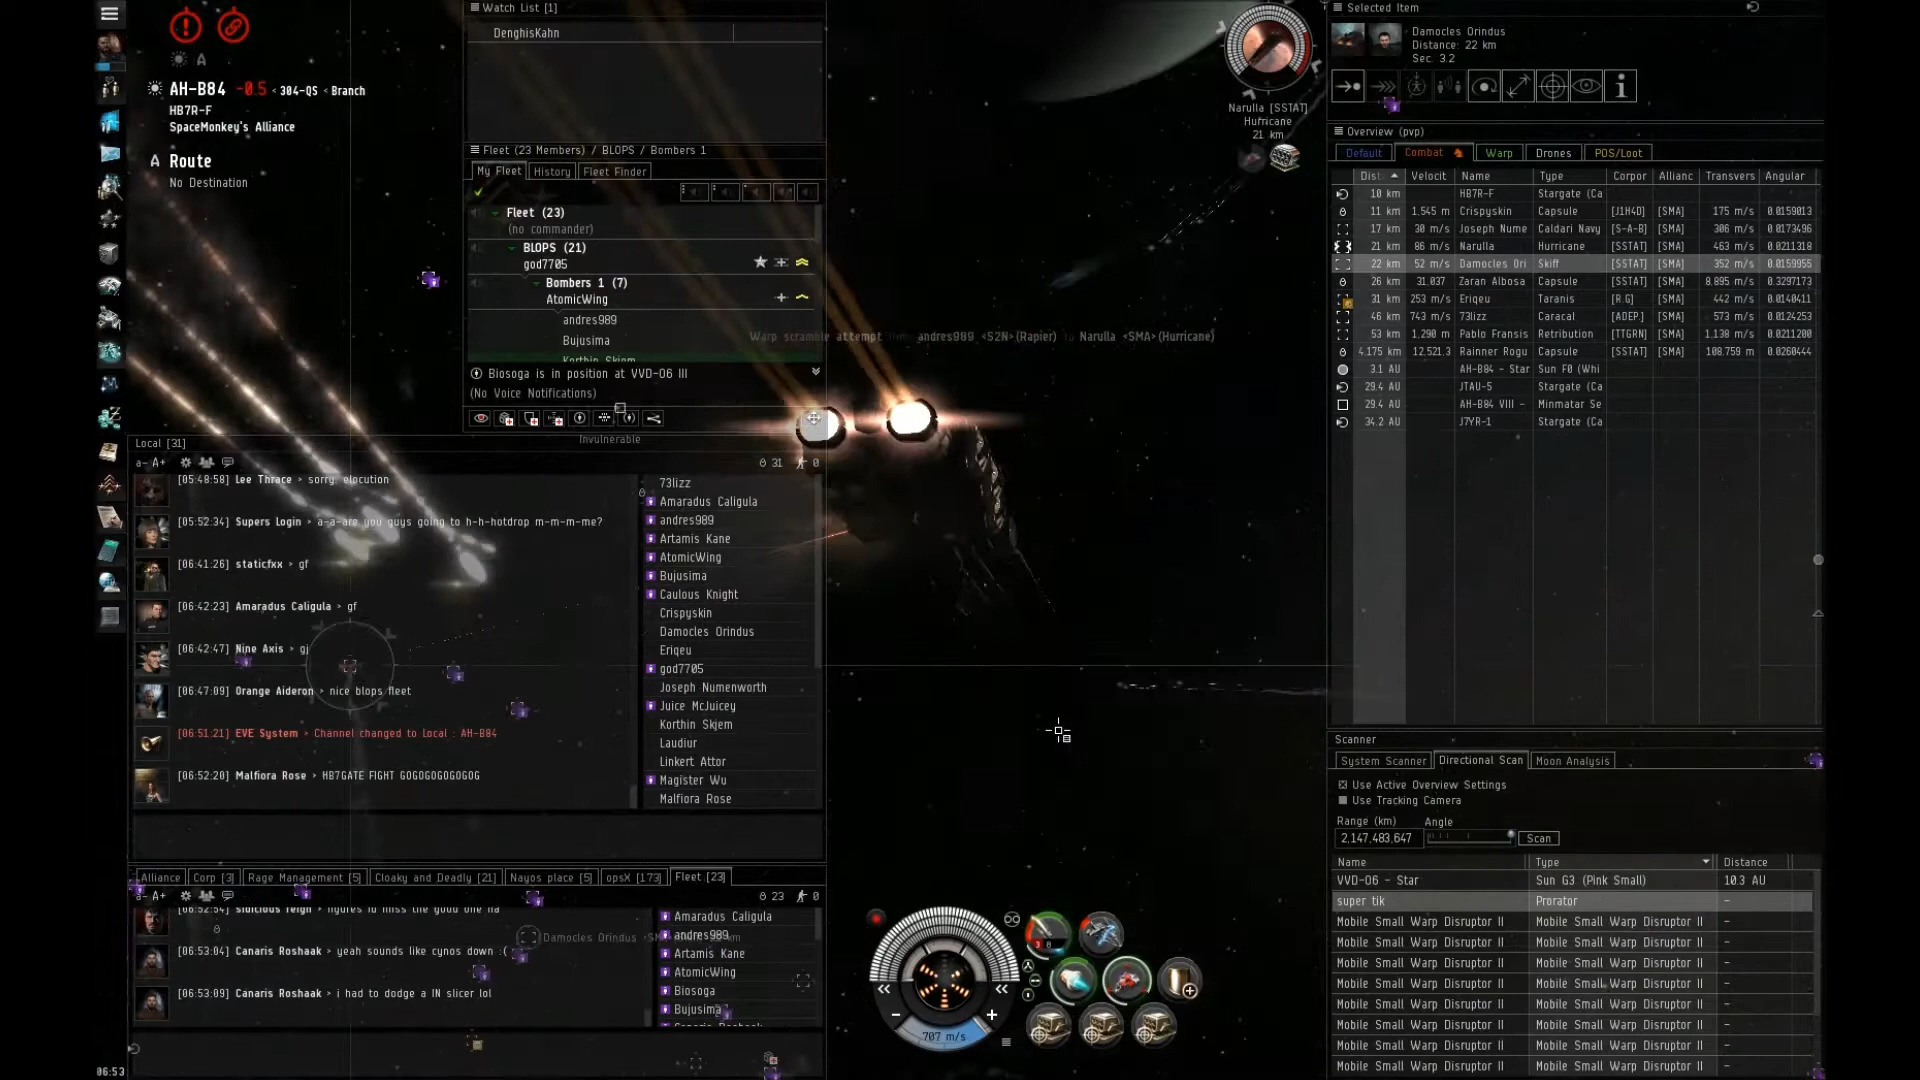 A
AH-B84 -0.5 < 304-QS < Branch
HB7R-F
SpaceMonkey's Alliance
A Route
No Destination
Watch List [1]
DenghisKahn
Fleet (23 Members) / BLOPS / Bombers 1
My Fleet History Fleet Finder
Fleet (23)
(no commander)
BLOPS (21)
god7705
Bombers 1 (7)
AtomicWing
andres989
Bujusima
Korthin Skjem
Biosoga is in position at VVD-06 III
(No Voice Notifications)
Invulnerable
Warp scramble attempt andres989 <S2N>(Rapier) Narulla <SMA>(Hurricane)
Narulla [SSTAT]
Hurricane
21 km
Local [31]
a- A+
31 0
[05:48:58] Lee Thrace > sorry, elocution
[05:52:34] Supers Login > a-a-are you guys going to h-h-hotdrop m-m-m-me?
[06:41:26] staticfxx > gf
[06:42:23] Amaradus Caligula > gf
[06:42:47] Nine Axis > gj
[06:47:09] Orange Aideron > nice blops fleet
[06:51:21] EVE System > Channel changed to Local : AH-B84
[06:52:20] Malfiora Rose > HB7GATE FIGHT GOGOGOGOGOGOG
73lizz
Amaradus Caligula
andres989
Artamis Kane
AtomicWing
Bujusima
Caulous Knight
Crispyskin
Damocles Orindus
Eriqeu
god7705
Joseph Numenworth
Juice McJuicey
Korthin Skjem
Laudiur
Linkert Attor
Magister Wu
Malfiora Rose
Alliance Corp [3] Rage Management [5] Cloaky and Deadly [21] Nayos place [5] opsX [173] Fleet [23]
a- A+
23 0
Damocles Orindus
[06:53:04] Canaris Roshaak > yeah sounds like cynos down :(
[06:53:09] Canaris Roshaak > i had to dodge a IN slicer lol
Amaradus Caligula
andres989
Artamis Kane
AtomicWing
Biosoga
Bujusima
Canaris Roshaak
06:53
707 m/s
3 8
Selected Item
Damocles Orindus
Distance: 22 km
Sec. 3.2
Overview (pvp)
Default Combat Warp Drones POS/Loot
Dist Velocit Name Type Corpor Allianc Transvers Angular
10 km HB7R-F Stargate (Ca
11 km 1.545 m Crispyskin Capsule [J1H4D] [SMA] 175 m/s 0.0159013
17 km 30 m/s Joseph Nume Caldari Navy [S-A-B] [SMA] 306 m/s 0.0173496
21 km 86 m/s Narulla Hurricane [SSTAT] [SMA] 463 m/s 0.0211318
22 km 52 m/s Damocles Ori Skiff [SSTAT] [SMA] 352 m/s 0.0159955
26 km 31.037 Zaran Albosa Capsule [SSTAT] [SMA] 8.895 m/s 0.3297173
31 km 253 m/s Eriqeu Taranis [R.G] [SMA] 442 m/s 0.0140411
46 km 743 m/s 73lizz Caracal [ADEP.] [SMA] 573 m/s 0.0124253
53 km 1.290 m Pablo Fransis Retribution [TTGRN] [SMA] 1.138 m/s 0.0211200
4.175 km 12,521.3 Rainner Rogu Capsule [SSTAT] [SMA] 108.759 m 0.0260444
3.1 AU AH-B84 - Star Sun F0 (Whi
29.4 AU JTAU-5 Stargate (Ca
29.4 AU AH-B84 VIII - Minmatar Se
34.2 AU J7YR-1 Stargate (Ca
Scanner
System Scanner Directional Scan Moon Analysis
Use Active Overview Settings
Use Tracking Camera
Range (km) Angle
2,147,483,647 Scan
Name Type Distance
VVD-06 - Star Sun G3 (Pink Small) 10.3 AU
super tik Prorator -
Mobile Small Warp Disruptor II Mobile Small Warp Disruptor II -
Mobile Small Warp Disruptor II Mobile Small Warp Disruptor II -
Mobile Small Warp Disruptor II Mobile Small Warp Disruptor II -
Mobile Small Warp Disruptor II Mobile Small Warp Disruptor II -
Mobile Small Warp Disruptor II Mobile Small Warp Disruptor II -
Mobile Small Warp Disruptor II Mobile Small Warp Disruptor II -
Mobile Small Warp Disruptor II Mobile Small Warp Disruptor II -
Mobile Small Warp Disruptor II Mobile Small Warp Disruptor II -